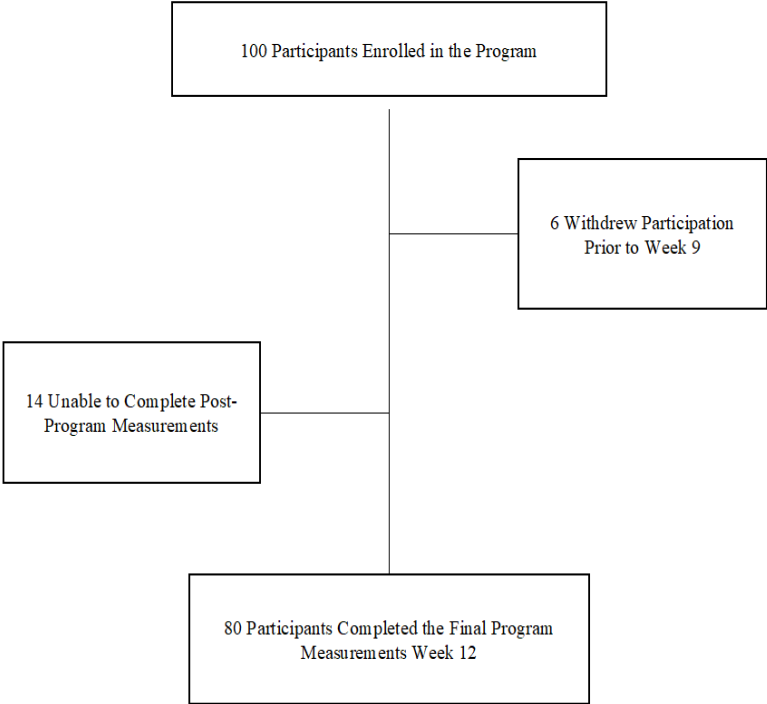 100 Participants Enrolled in the Program
6 Withdrew Participation
Prior to Week 9
14 Unable to Complete Post-
Program Measurements
80 Participants Completed the Final Program
Measurements Week 12